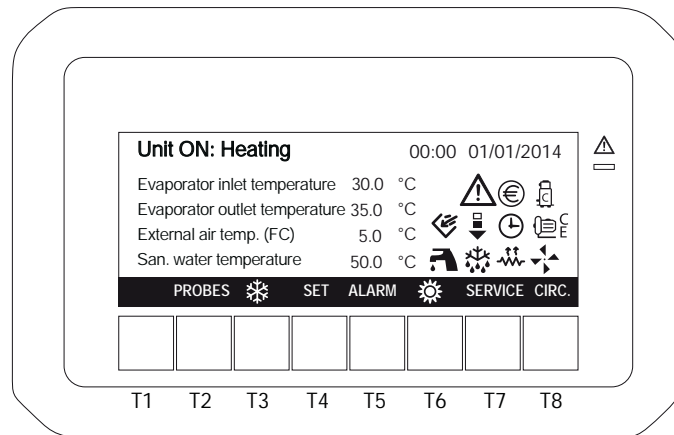 Unit ON: Heating 00:00 01/01/2014
Evaporator inlet temperature 30.0 °C
Evaporator outlet temperature 35.0 °C
External air temp. (FC) 5.0 °C
San. water temperature 50.0 °C
€ C
C E
PROBES SET ALARM SERVICE CIRC.
T1 T2 T3 T4 T5 T6 T7 T8